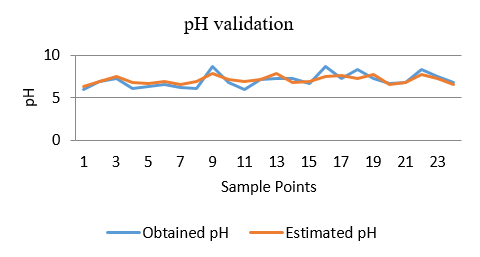 pH validation
10
5
0
pH
1 3 5 7 9 11 13 15 17 19 21 23
Sample Points
Obtained pH Estimated pH